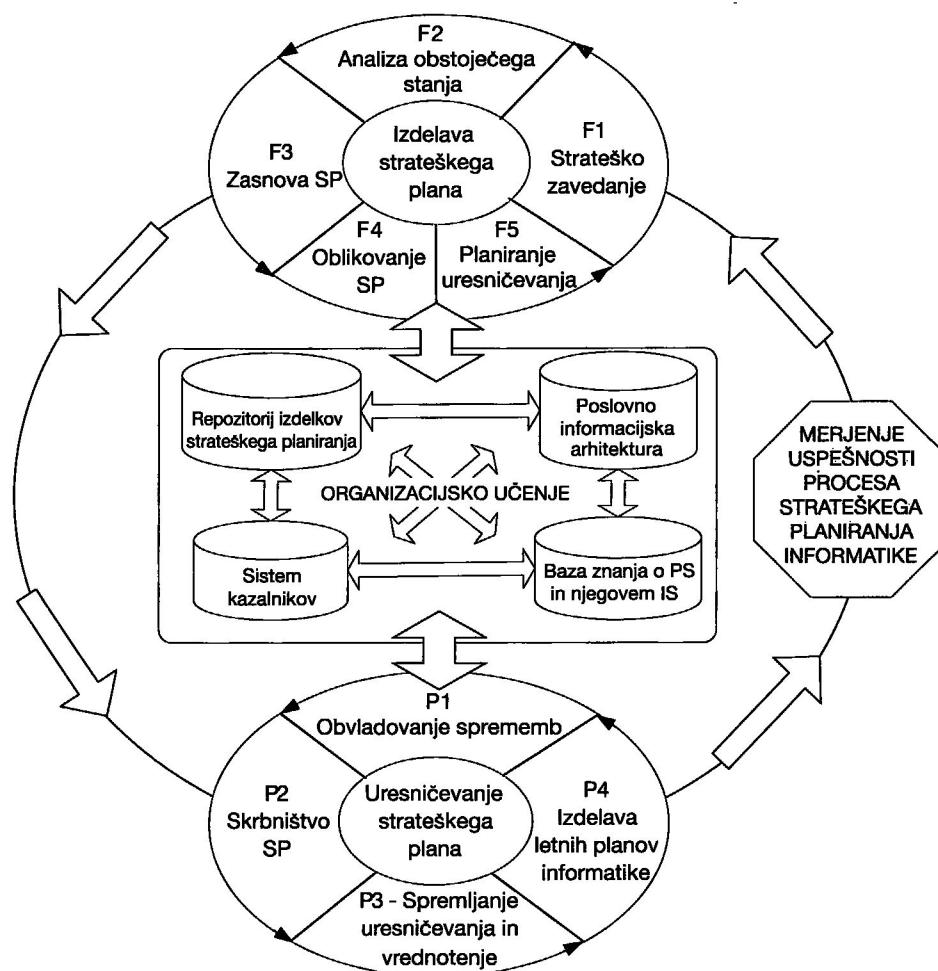 F2
Analiza obstoječega
stanja
F1
Strateško
zavedanje
Izdelava
strateškega
plana
F3
Zasnova SP
F4
Oblikovanje
SP
F5
Planiranje
uresničevanja
Repozitorij izdelkov
strateškega planiranja
Poslovno
informacijska
arhitektura
ORGANIZACIJSKO UČENJE
Sistem
kazalnikov
Baza znanja o PS
in njegovem IS
MERJENJE
USPEŠNOSTI
PROCESA
STRATEŠKEGA
PLANIRANJA
INFORMATIKE
P1
Obvladovanje sprememb
P2
Skrbništvo
SP
Uresničevanje
strateškega
plana
P4
Izdelava
letnih planov
informatike
P3 - Spremljanje
uresničevanja in
vrednotenje